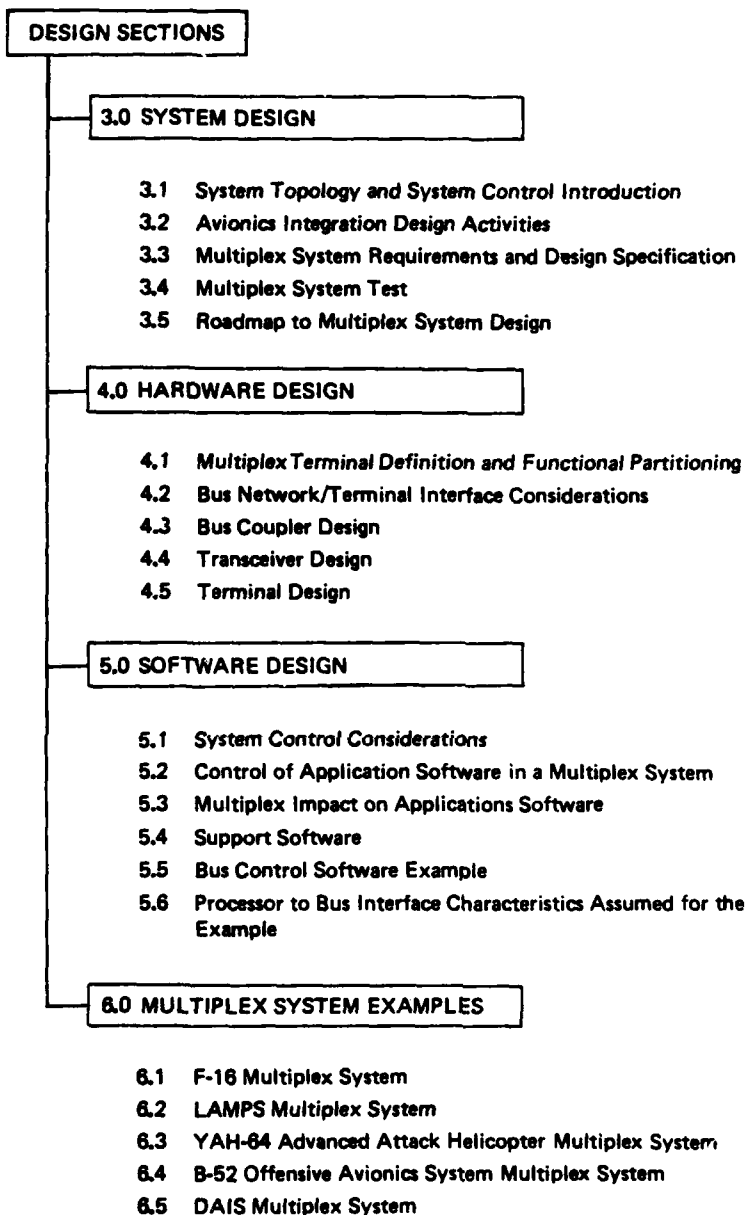 DESIGN SECTIONS
3.0 SYSTEM DESIGN
3.1 System Topology and System Control Introduction
3.2 Avionics Integration Design Activities
3.3 Multiplex System Requirements and Design Specification
3.4 Multiplex System Test
3.5 Roadmap to Multiplex System Design
4.0 HARDWARE DESIGN
4.1 Multiplex Terminal Definition and Functional Partitioning
4.2 Bus Network/Terminal Interface Considerations
4.3 Bus Coupler Design
4.4 Transceiver Design
4.5 Terminal Design
5.0 SOFTWARE DESIGN
5.1 System Control Considerations
5.2 Control of Application Software in a Multiplex System
5.3 Multiplex Impact on Applications Software
5.4 Support Software
5.5 Bus Control Software Example
5.6 Processor to Bus Interface Characteristics Assumed for the
Example
6.0 MULTIPLEX SYSTEM EXAMPLES
6.1 F-16 Multiplex System
6.2 LAMPS Multiplex System
6.3 YAH-64 Advanced Attack Helicopter Multiplex System
6.4 B-52 Offensive Avionics System Multiplex System
6.5 DAIS Multiplex System